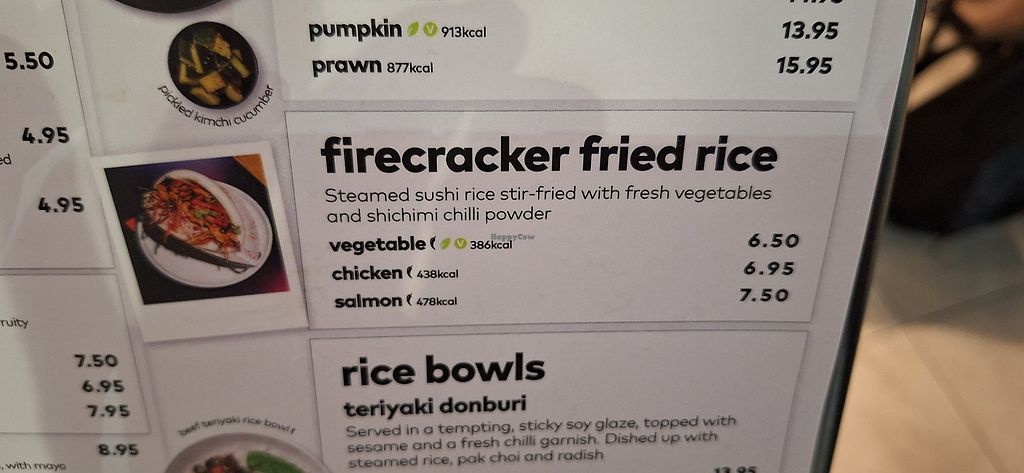 5.50
4.95
ed
4.95
ruity
7.50
6.95
7.95
8.95
, with mayo
pickled kimchi cucumber
pumpkin V 913kcal 13.95
prawn 877kcal 15.95
firecracker fried rice
Steamed sushi rice stir-fried with fresh vegetables
and shichimi chilli powder
vegetable V 386kcal 6.50
HappyCow
chicken 438kcal 6.95
salmon 478kcal 7.50
beef teriyaki rice bowl
rice bowls
teriyaki donburi
Served in a tempting, sticky soy glaze, topped with
sesame and a fresh chilli garnish. Dished up with
steamed rice, pak choi and radish
13.95